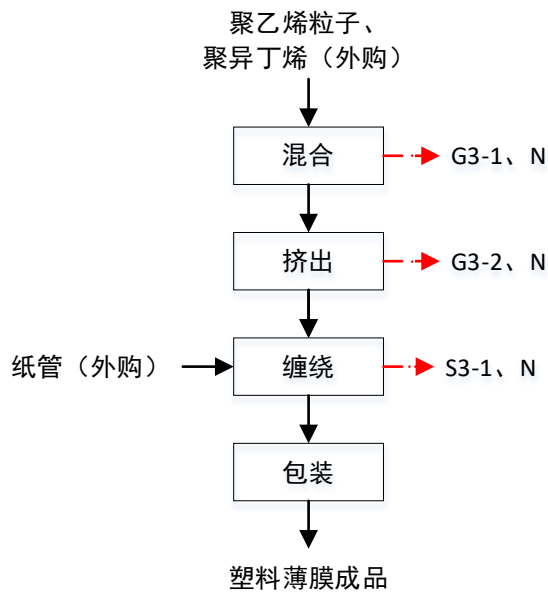 聚乙烯粒子、
聚异丁烯（外购）
混合
G3-1、N
挤出
G3-2、N
纸管（外购）
缠绕
S3-1、N
包装
塑料薄膜成品